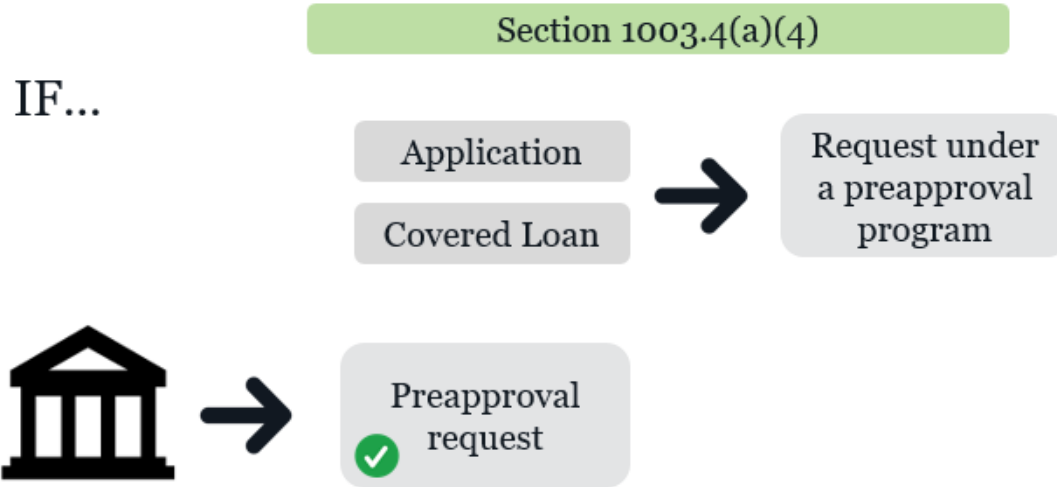 Section 1003.4(a)(4)
IF...
Application
Covered Loan
Request under
a preapproval
program
Preapproval
request